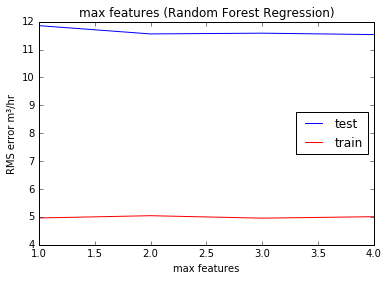 max features (Random Forest Regression)
12
11
10
9
8
7
6
5
4
RMS error m³/hr
test
train
1.0 1.5 2.0 2.5 3.0 3.5 4.0
max features